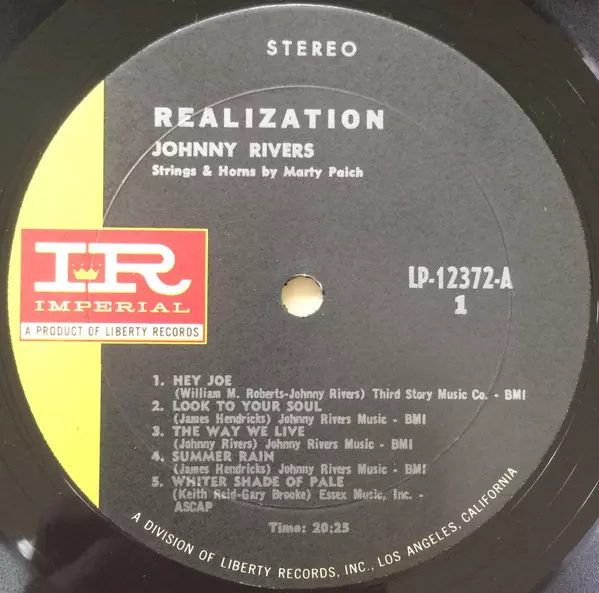 STEREO
REALIZATION
JOHNNY RIVERS
Strings & Horns by Marty Paich
IR
IMPERIAL
A PRODUCT OF LIBERTY RECORDS
LP-12372-A
1
1. HEY JOE
(William M. Roberts-Johnny Rivers) Third Story Music Co. - BMI
2. LOOK TO YOUR SOUL
(James Hendricks) Johnny Rivers Music - BMI
3. THE WAY WE LIVE
(Johnny Rivers) Johnny Rivers Music - BMI
4. SUMMER RAIN
(James Hendricks) Johnny Rivers Music - BMI
5. WHITER SHADE OF PALE
(Keith Reid-Gary Brooke) Essex Music, Inc. -
ASCAP
Time: 20:25
A DIVISION OF LIBERTY RECORDS, INC., LOS ANGELES, CALIFORNIA